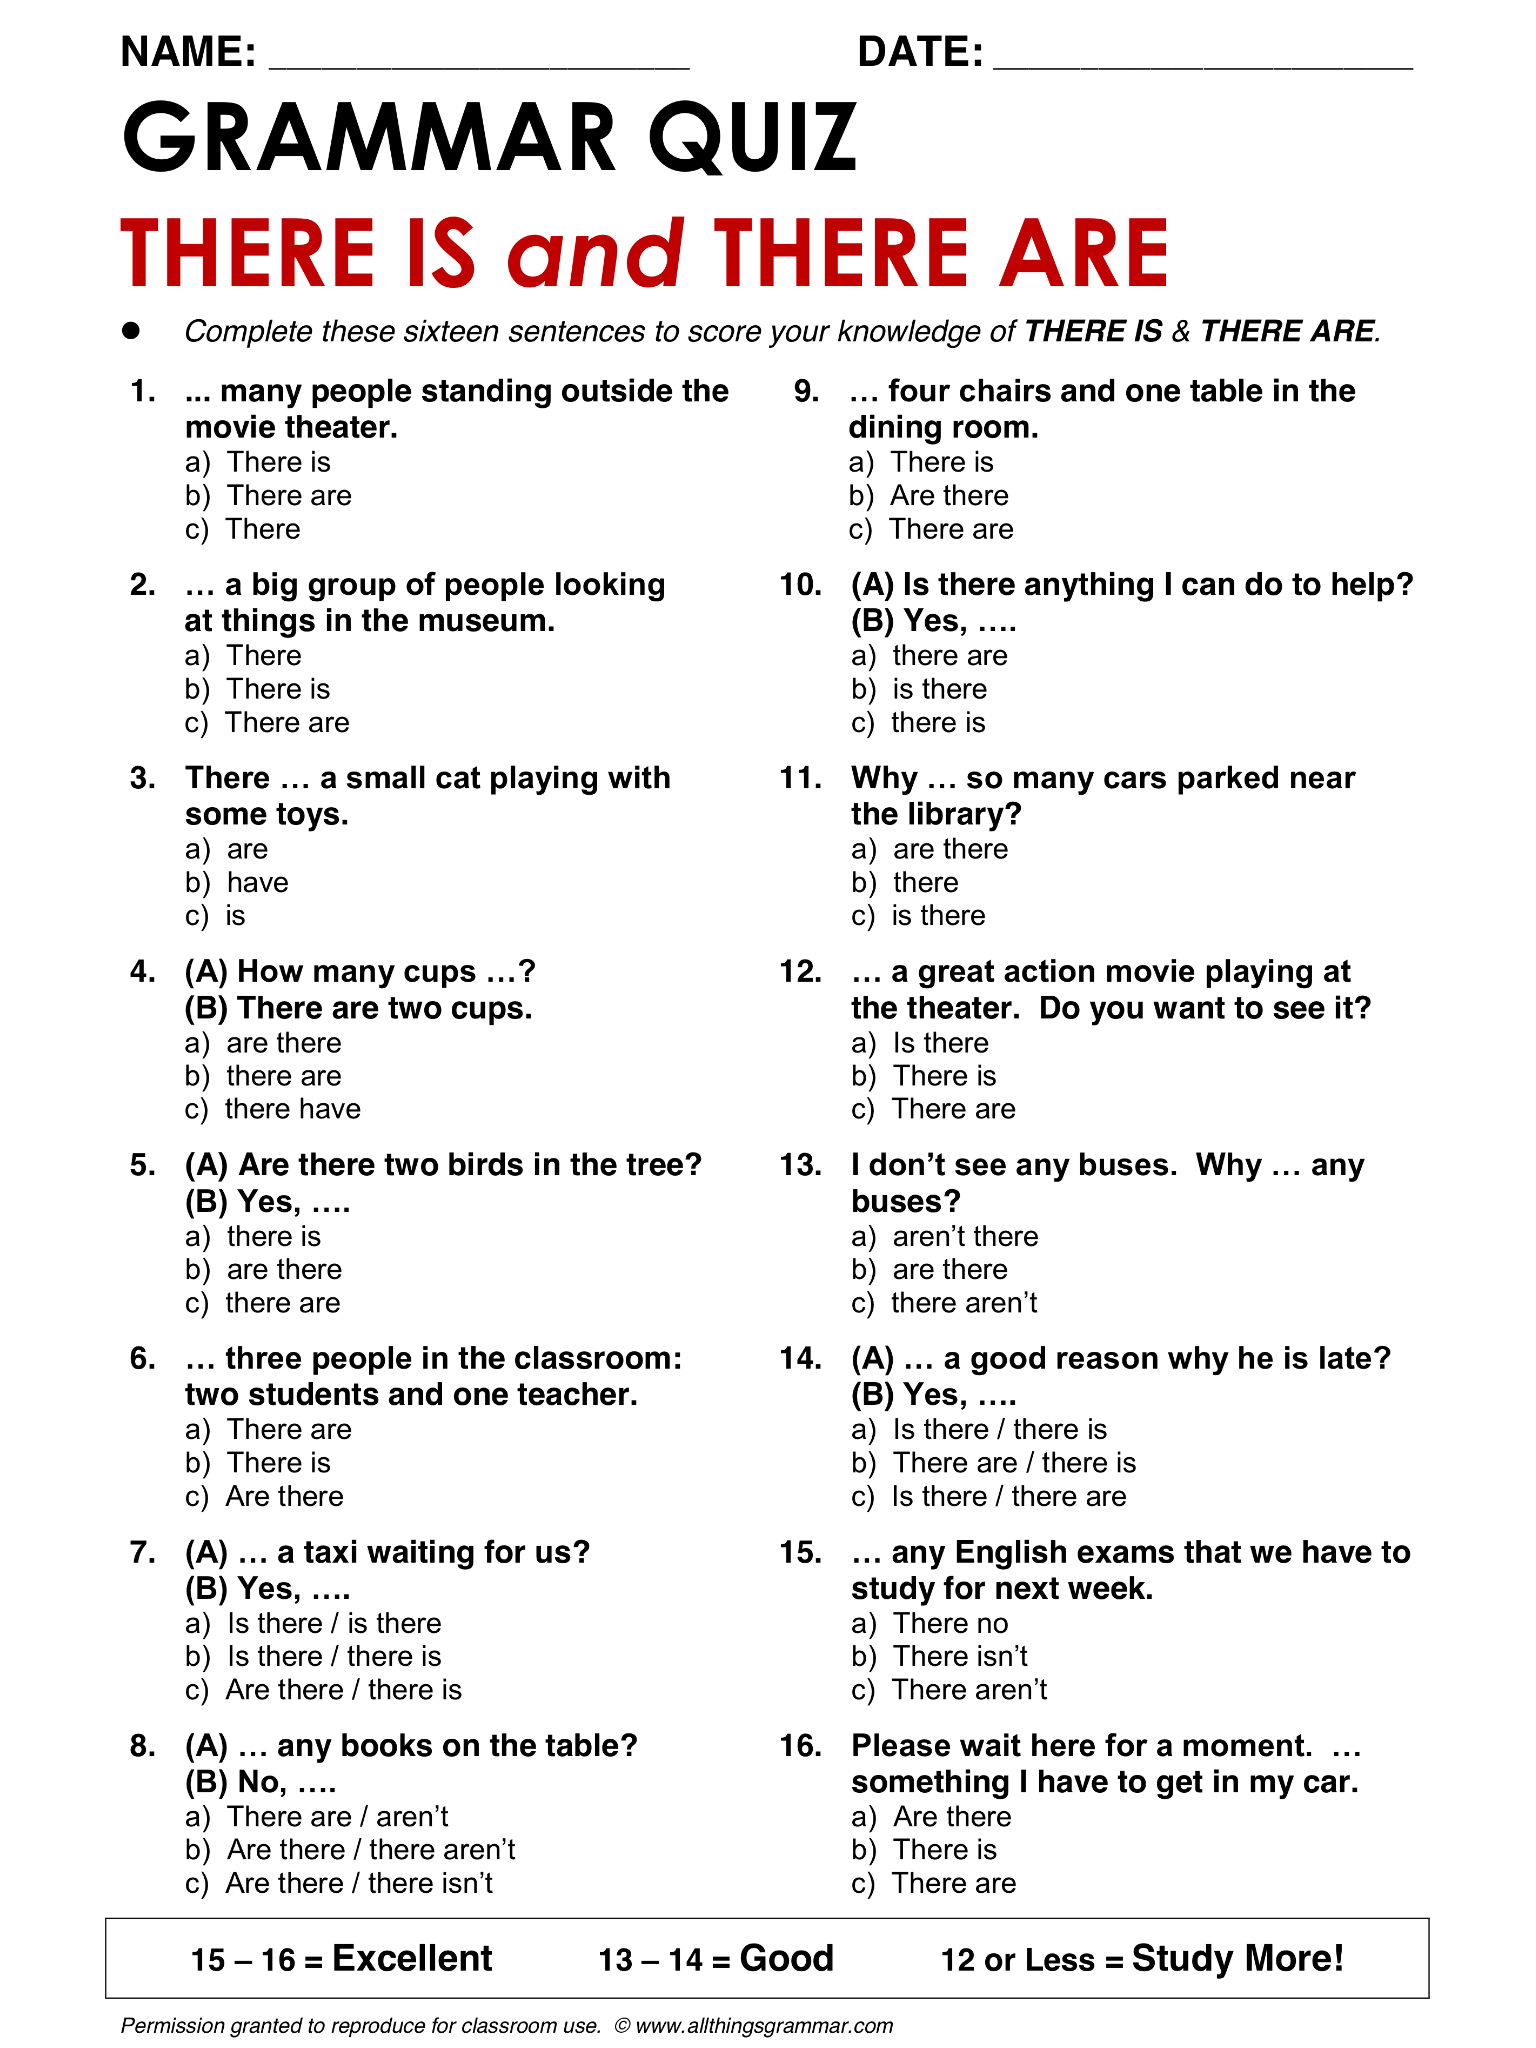 NAME: ________________________ DATE: ________________________
GRAMMAR QUIZ
THERE IS and THERE ARE
● Complete these sixteen sentences to score your knowledge of THERE IS & THERE ARE.
1. ... many people standing outside the
movie theater.
a) There is
b) There are
c) There
2. … a big group of people looking
at things in the museum.
a) There
b) There is
c) There are
3. There … a small cat playing with
some toys.
a) are
b) have
c) is
4. (A) How many cups …?
(B) There are two cups.
a) are there
b) there are
c) there have
5. (A) Are there two birds in the tree?
(B) Yes, ….
a) there is
b) are there
c) there are
6. … three people in the classroom:
two students and one teacher.
a) There are
b) There is
c) Are there
7. (A) … a taxi waiting for us?
(B) Yes, ….
a) Is there / is there
b) Is there / there is
c) Are there / there is
8. (A) … any books on the table?
(B) No, ….
a) There are / aren’t
b) Are there / there aren’t
c) Are there / there isn’t
9. … four chairs and one table in the
dining room.
a) There is
b) Are there
c) There are
10. (A) Is there anything I can do to help?
(B) Yes, ….
a) there are
b) is there
c) there is
11. Why … so many cars parked near
the library?
a) are there
b) there
c) is there
12. … a great action movie playing at
the theater. Do you want to see it?
a) Is there
b) There is
c) There are
13. I don’t see any buses. Why … any
buses?
a) aren’t there
b) are there
c) there aren’t
14. (A) … a good reason why he is late?
(B) Yes, ….
a) Is there / there is
b) There are / there is
c) Is there / there are
15. … any English exams that we have to
study for next week.
a) There no
b) There isn’t
c) There aren’t
16. Please wait here for a moment. …
something I have to get in my car.
a) Are there
b) There is
c) There are
15 – 16 = Excellent 13 – 14 = Good 12 or Less = Study More!
Permission granted to reproduce for classroom use. © www.allthingsgrammar.com